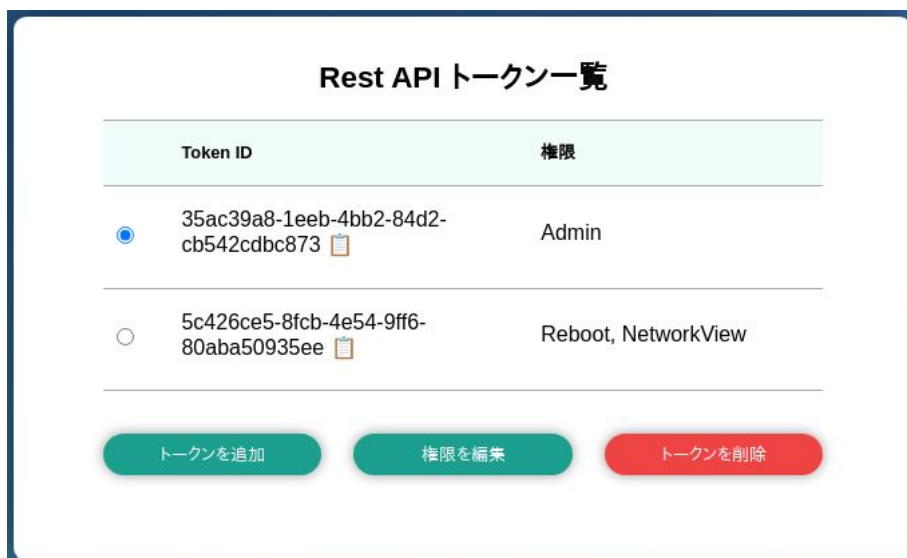 Rest API トークン一覧
Token ID 権限
35ac39a8-1eeb-4bb2-84d2-
cb542cdbc873 📋
Admin
5c426ce5-8fcb-4e54-9ff6-
80aba50935ee 📋
Reboot, NetworkView
トークンを追加 権限を編集 トークンを削除